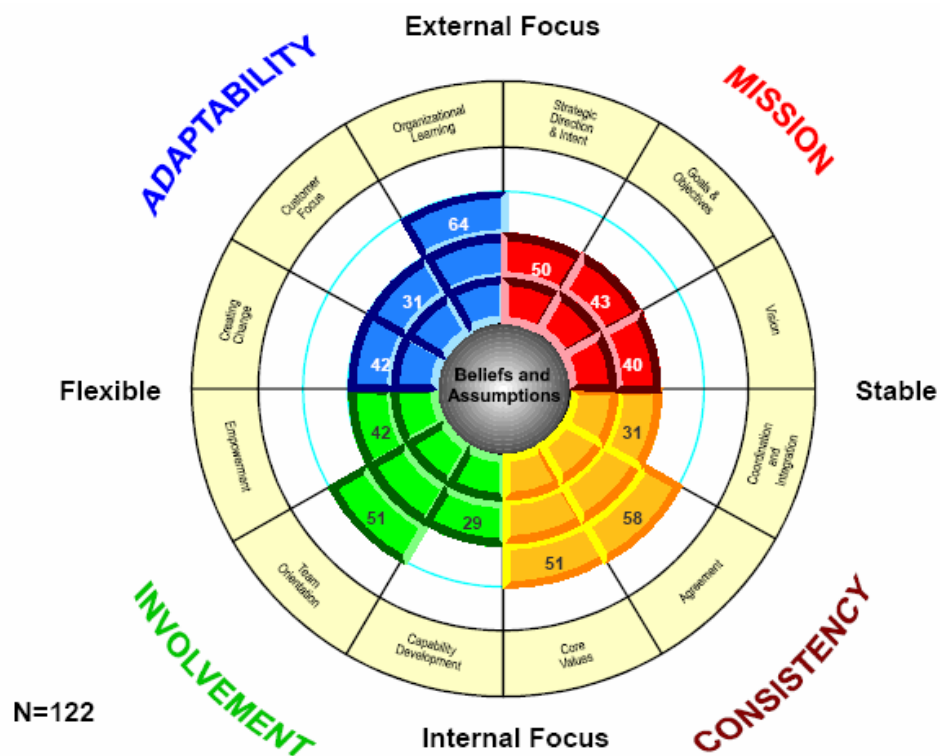 External Focus
ADAPTABILITY
MISSION
Organizational
Learning
Strategic
Direction
& Intent
Customer
Focus
Goals &
Objectives
Creating
Change
Vision
64
50
31
43
42
40
Flexible
Beliefs and
Assumptions
Stable
42
31
51
29
51
58
Empowerment
Coordination
and
Integration
Team
Orientation
Agreement
Capability
Development
Core
Values
INVOLVEMENT
CONSISTENCY
N=122
Internal Focus